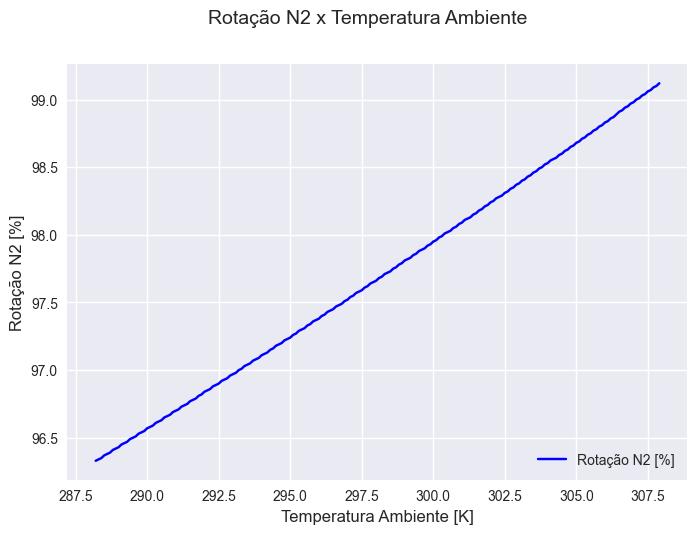 Rotação N2 x Temperatura Ambiente
99.0
98.5
98.0
97.5
97.0
96.5
Rotação N2 [%]
Rotação N2 [%]
287.5 290.0 292.5 295.0 297.5 300.0 302.5 305.0 307.5
Temperatura Ambiente [K]